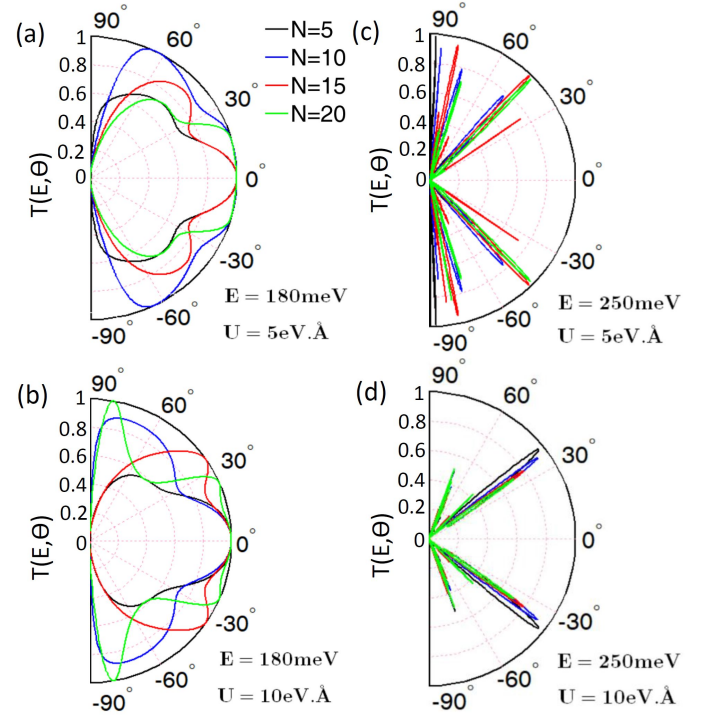 (a)
90°
60°
30°
0°
-30°
-60°
-90°
1
0.8
0.6
0.4
0.2
0
T(E,Θ)
E = 180meV
U = 5eV.Å
N=5
N=10
N=15
N=20
(c)
90°
60°
30°
0°
-30°
-60°
-90°
1
0.8
0.6
0.4
0.2
0
T(E,Θ)
E = 250meV
U = 5eV.Å
(b)
90°
60°
30°
0°
-30°
-60°
-90°
1
0.8
0.6
0.4
0.2
0
T(E,Θ)
E = 180meV
U = 10eV.Å
(d)
90°
60°
30°
0°
-30°
-60°
-90°
1
0.8
0.6
0.4
0.2
0
T(E,Θ)
E = 250meV
U = 10eV.Å